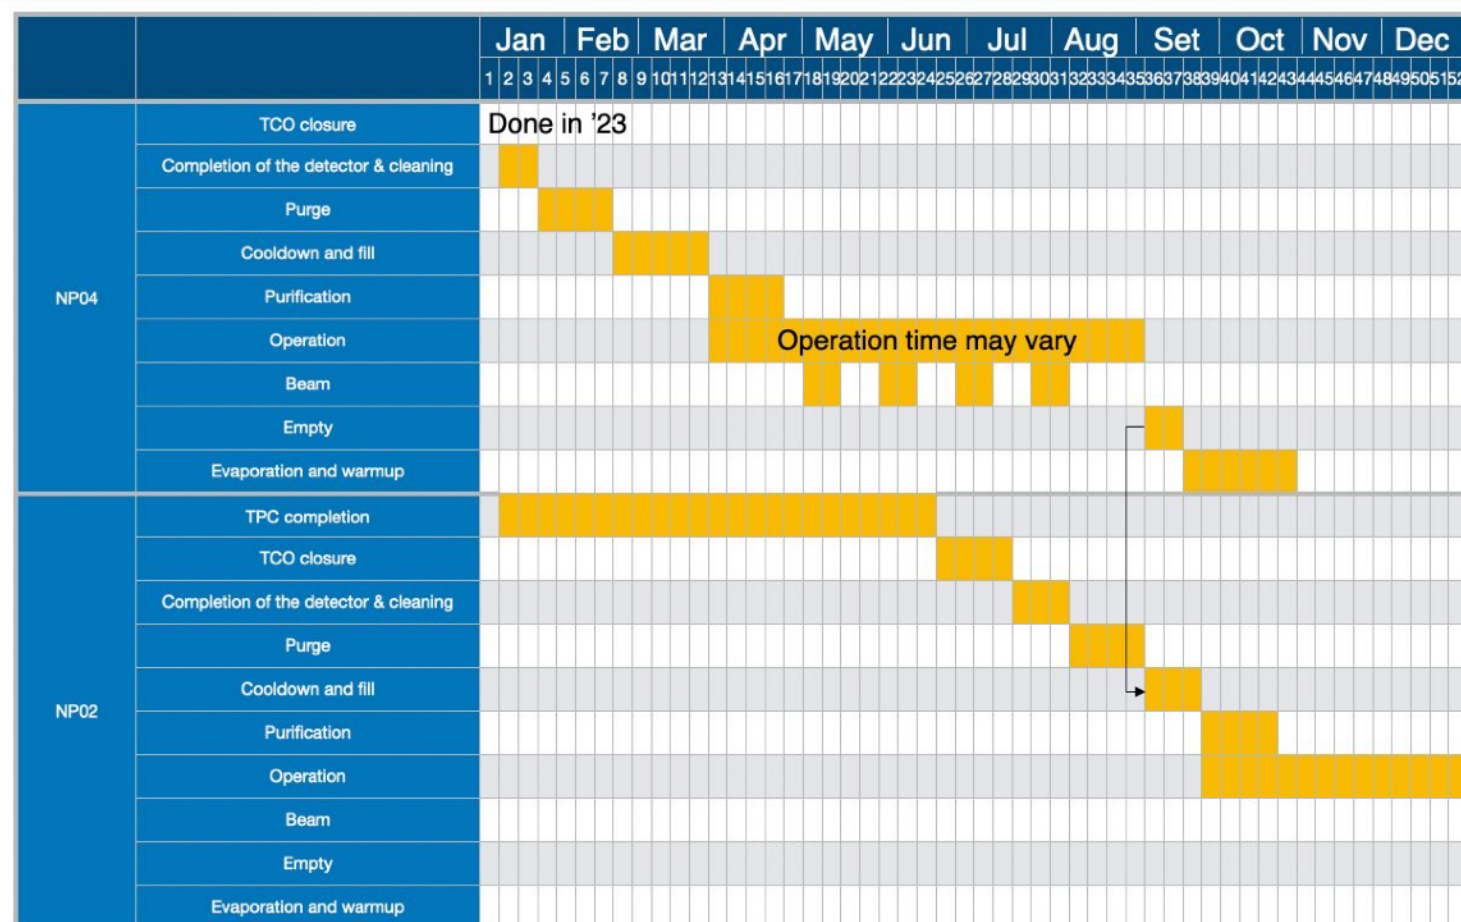 Jan Feb Mar Apr May Jun Jul Aug Set Oct Nov Dec
1 2 3 4 5 6 7 8 9 10 11 12 13 14 15 16 17 18 19 20 21 22 23 24 25 26 27 28 29 30 31 32 33 34 35 36 37 38 39 40 41 42 43 44 45 46 47 48 49 50 51 52
NP04
TCO closure Done in ’23
Completion of the detector & cleaning
Purge
Cooldown and fill
Purification
Operation Operation time may vary
Beam
Empty
Evaporation and warmup
NP02
TPC completion
TCO closure
Completion of the detector & cleaning
Purge
Cooldown and fill
Purification
Operation
Beam
Empty
Evaporation and warmup